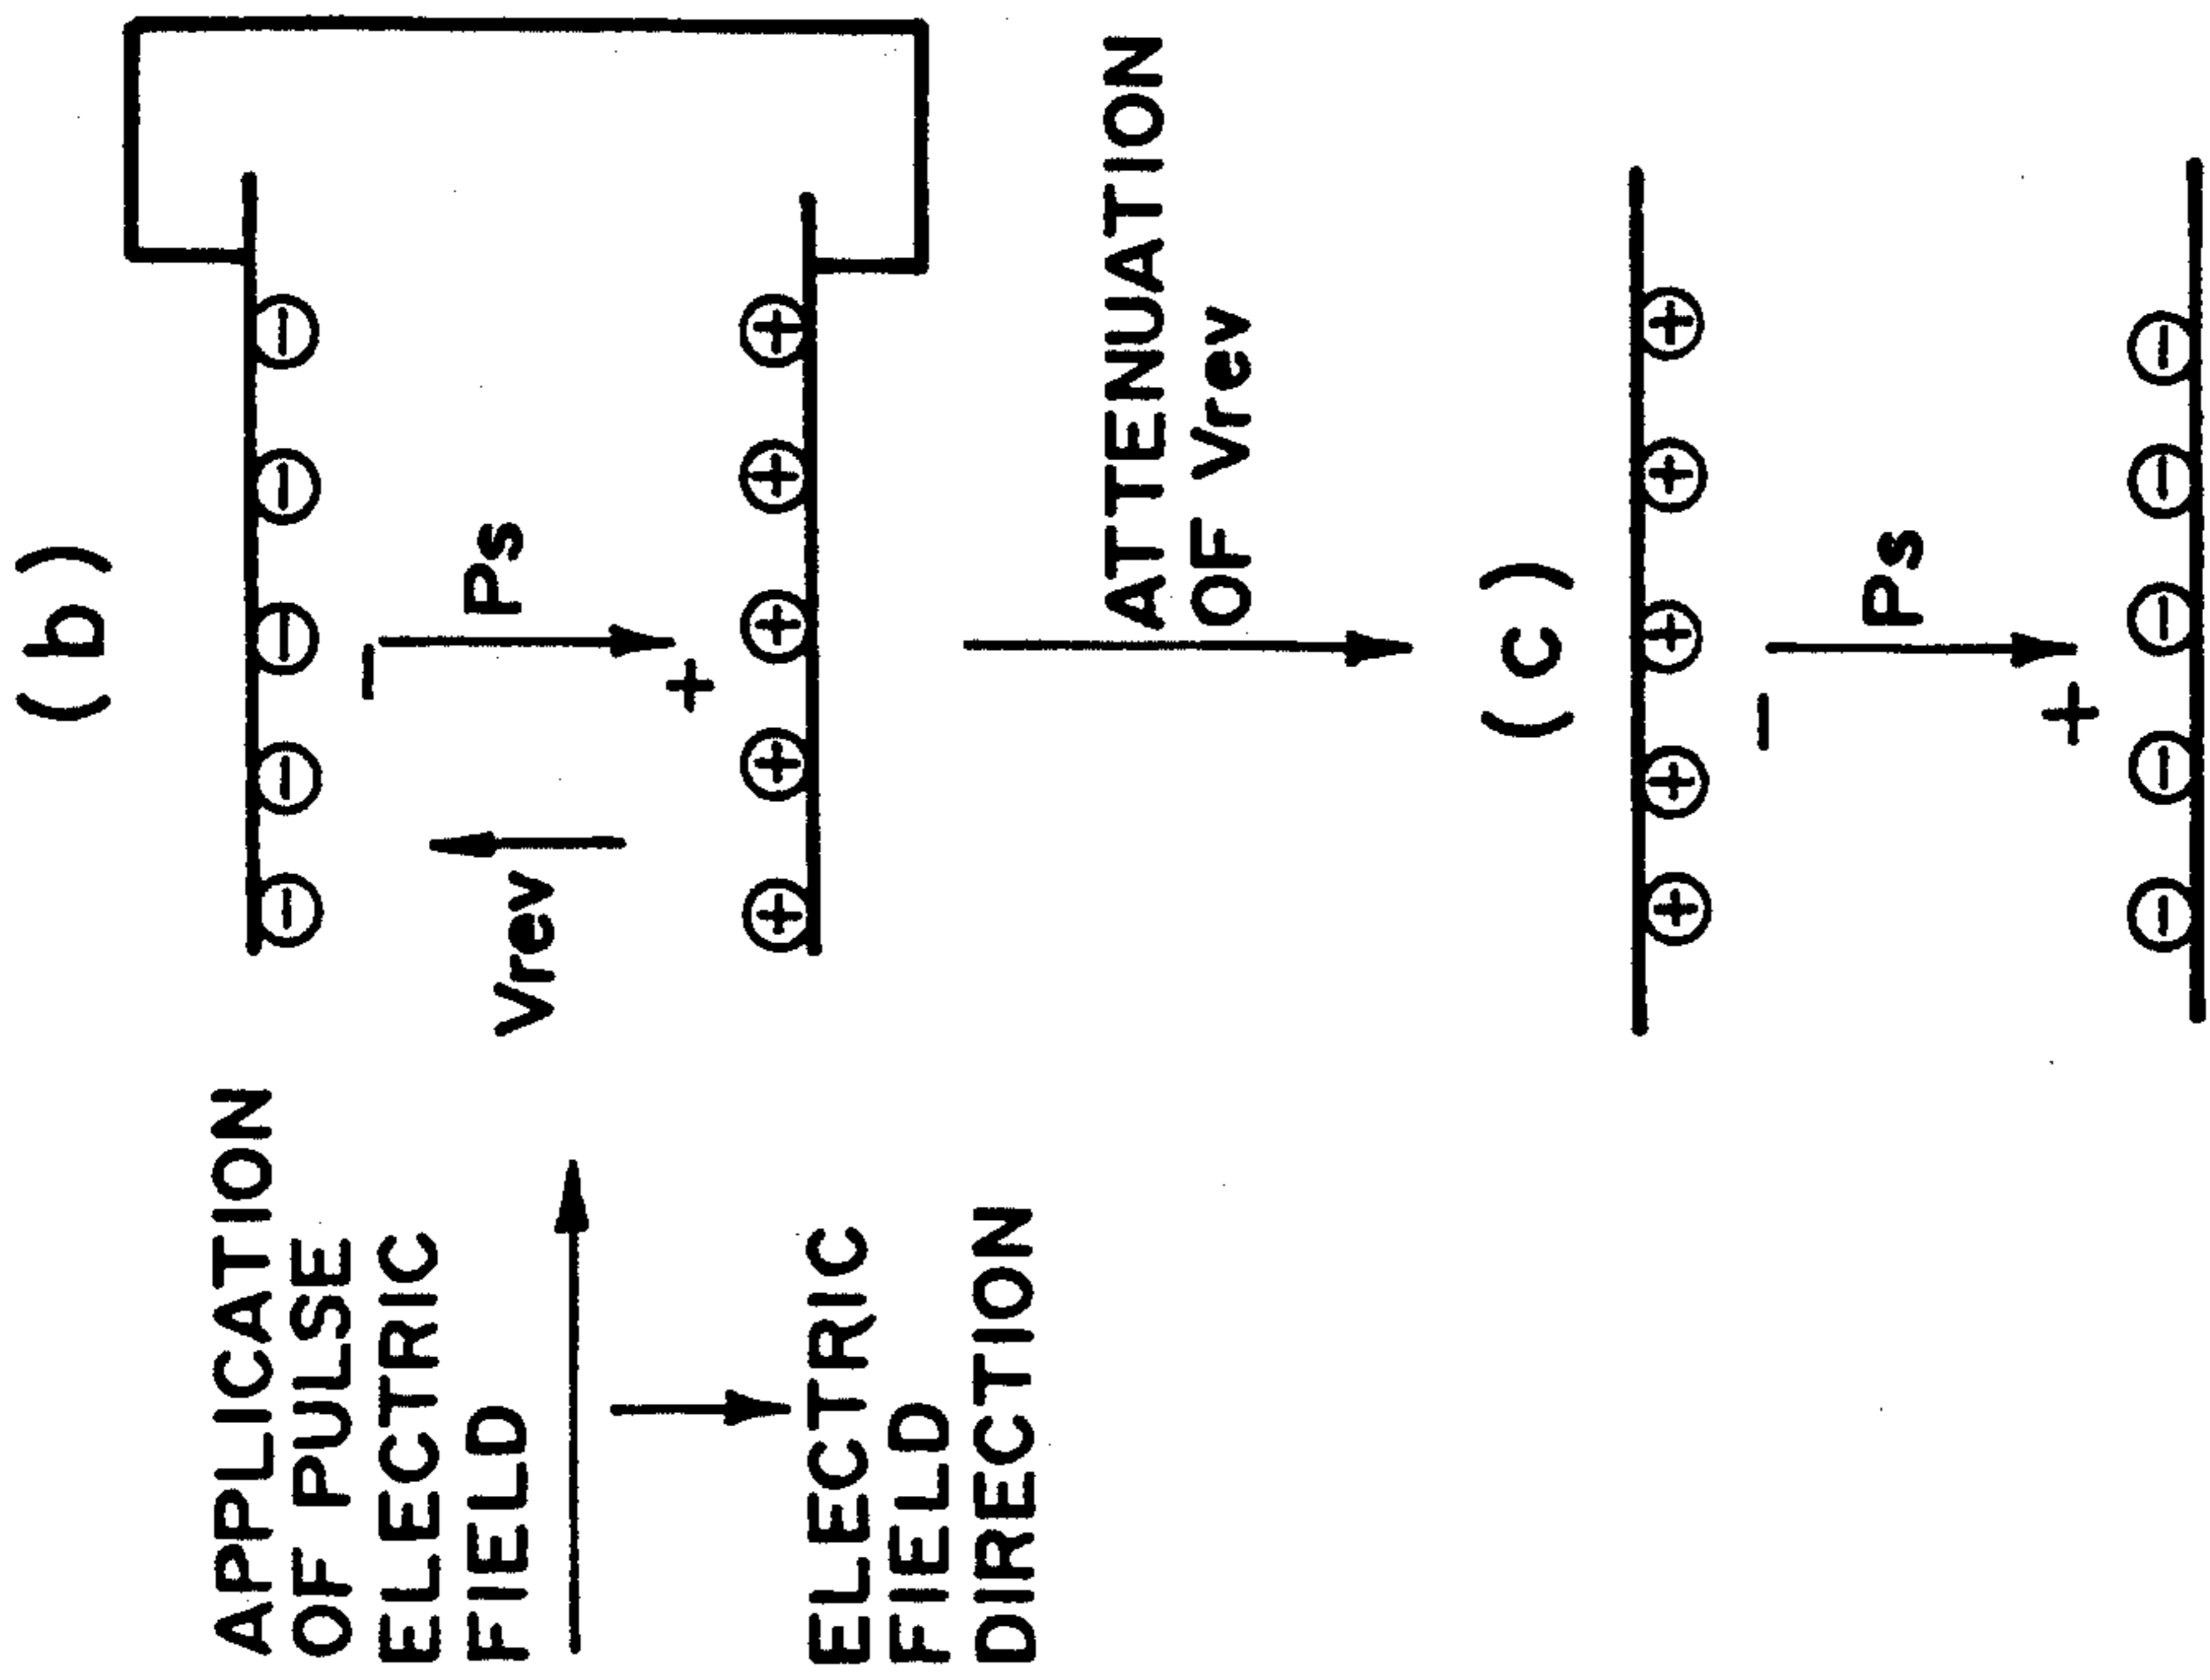 APPLICATION
OF PULSE
ELECTRIC
FIELD
ELECTRIC
FIELD
DIRECTION
(b)
⊖ ⊖ ⊖ ⊖ ⊖
−
Vrev
Ps
+
⊕ ⊕ ⊕ ⊕ ⊕
ATTENUATION
OF Vrev
(c)
⊕ ⊕ ⊕ ⊕ ⊕
−
Ps
+
⊖ ⊖ ⊖ ⊖ ⊖